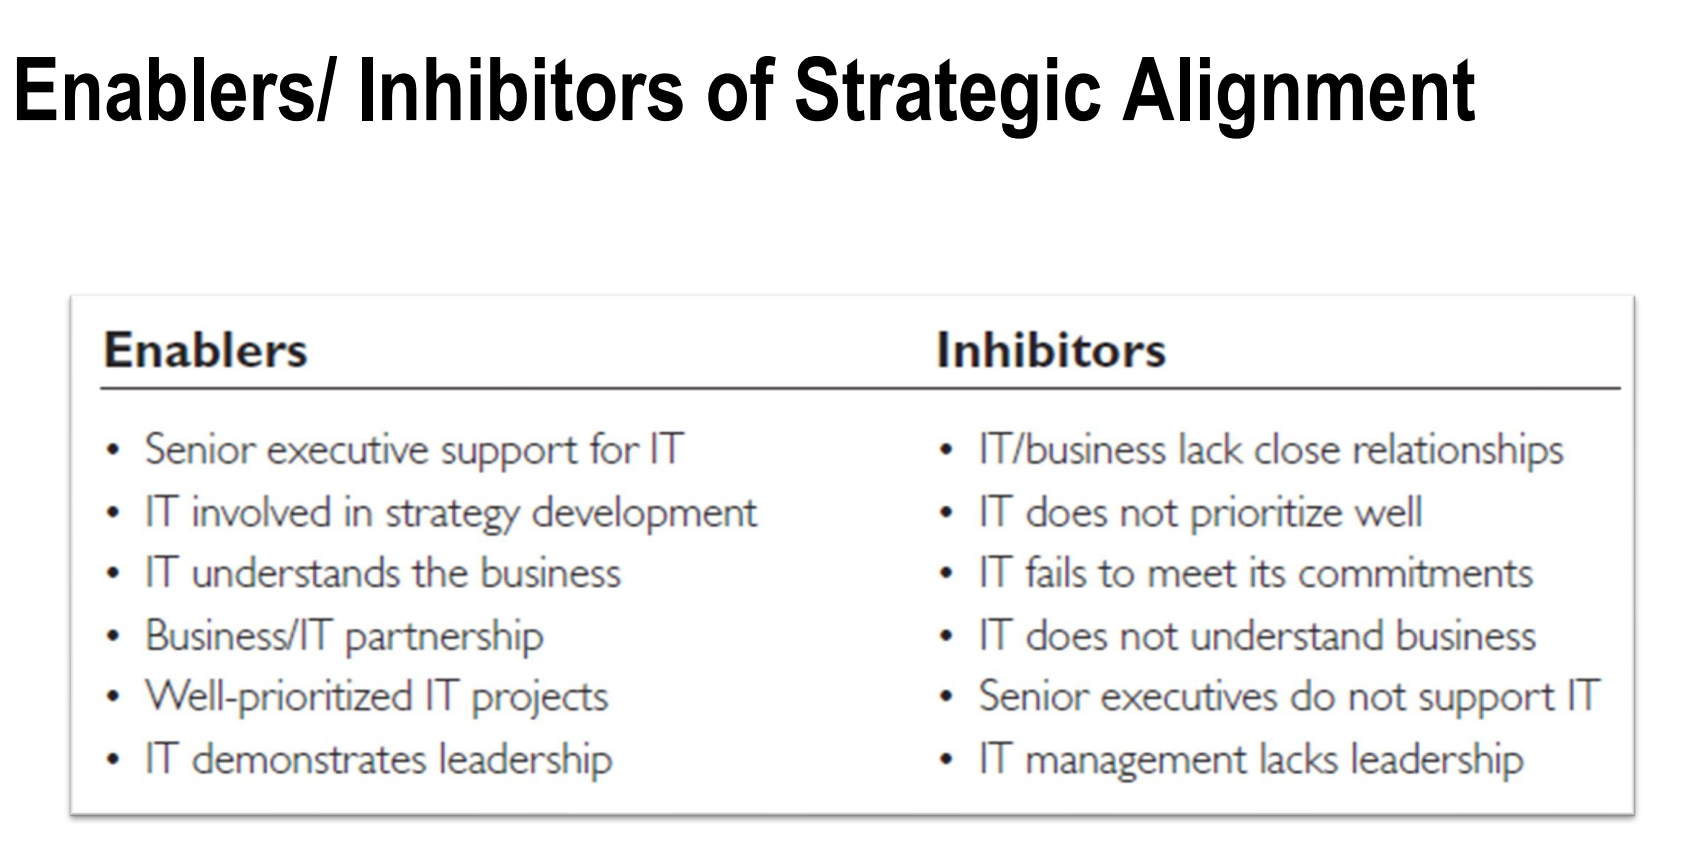 Enablers/ Inhibitors of Strategic Alignment
Enablers
• Senior executive support for IT
• IT involved in strategy development
• IT understands the business
• Business/IT partnership
• Well-prioritized IT projects
• IT demonstrates leadership
Inhibitors
• IT/business lack close relationships
• IT does not prioritize well
• IT fails to meet its commitments
• IT does not understand business
• Senior executives do not support IT
• IT management lacks leadership